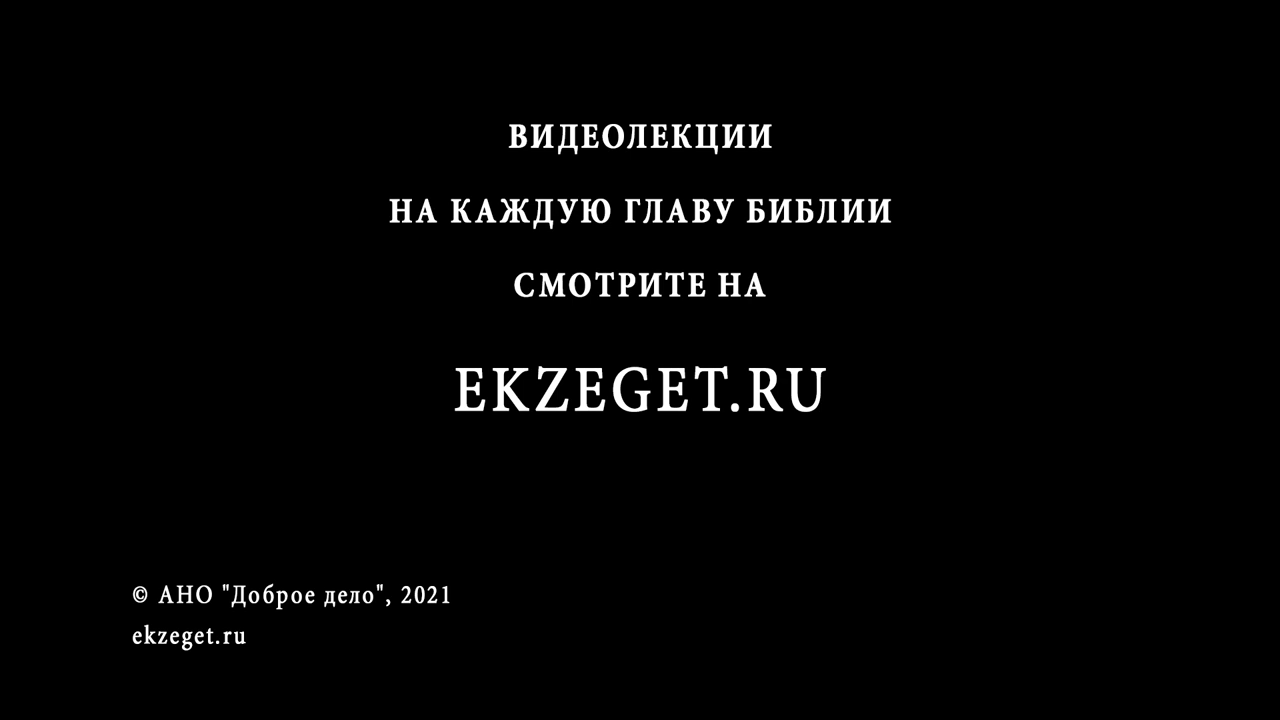 ВИДЕОЛЕКЦИИ
НА КАЖДУЮ ГЛАВУ БИБЛИИ
СМОТРИТЕ НА
EKZEGET.RU
© АНО "Доброе дело", 2021
ekzeget.ru